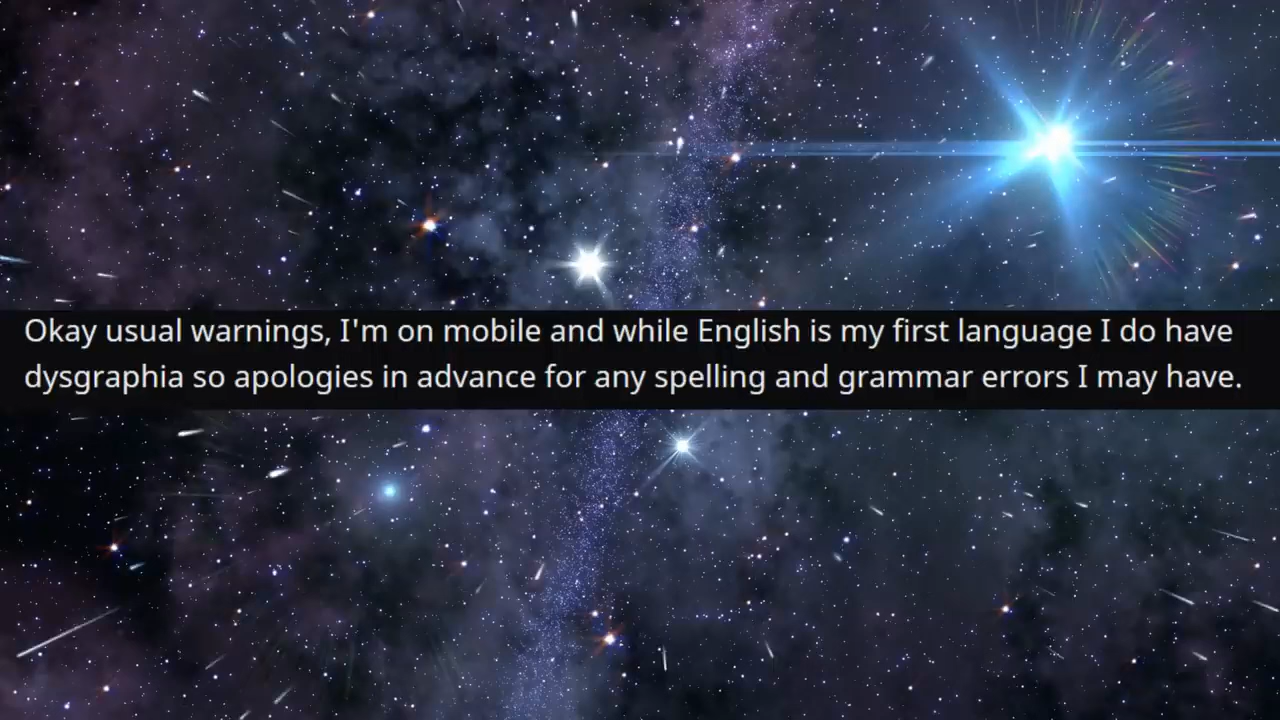 Okay usual warnings, I'm on mobile and while English is my first language I do have
dysgraphia so apologies in advance for any spelling and grammar errors I may have.